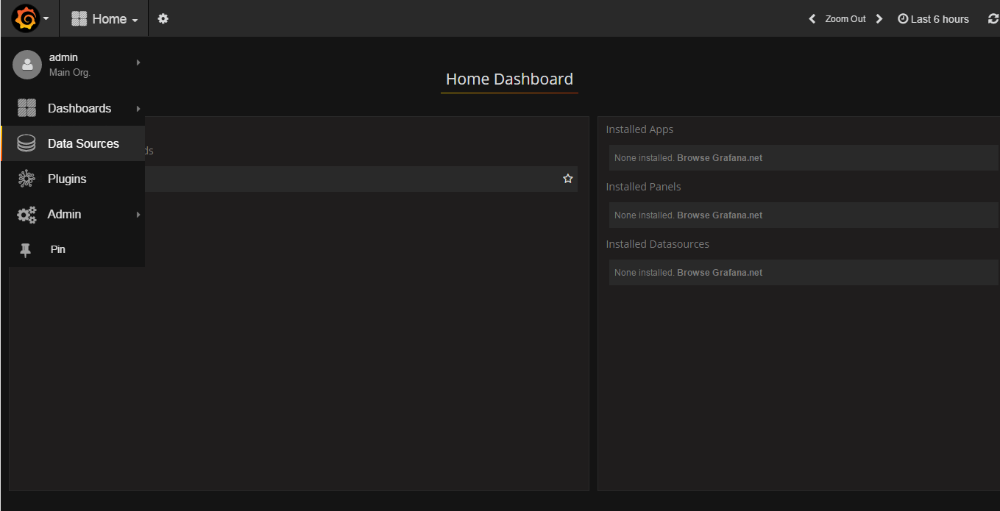 Home
Zoom Out
Last 6 hours
admin
Main Org.
Dashboards
Data Sources
Plugins
Admin
Pin
Home Dashboard
Installed Apps
None installed. Browse Grafana.net
Installed Panels
None installed. Browse Grafana.net
Installed Datasources
None installed. Browse Grafana.net